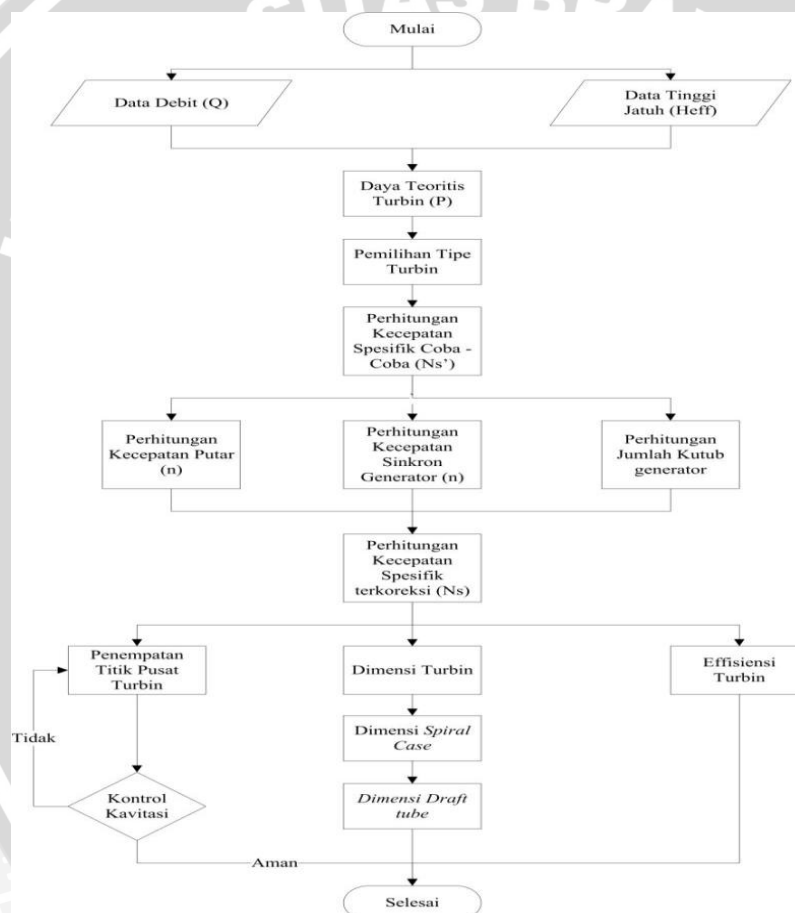 Mulai
Data Debit (Q)
Data Tinggi
Jatuh (Heff)
Daya Teoritis
Turbin (P)
Pemilihan Tipe
Turbin
Perhitungan
Kecepatan
Spesifik Coba -
Coba (Ns’)
Perhitungan
Kecepatan Putar
(n)
Perhitungan
Kecepatan
Sinkron
Generator (n)
Perhitungan
Jumlah Kutub
generator
Perhitungan
Kecepatan
Spesifik
terkoreksi (Ns)
Penempatan
Titik Pusat
Turbin
Dimensi Turbin
Effisiensi
Turbin
Tidak
Dimensi Spiral
Case
Kontrol
Kavitasi
Dimensi Draft
tube
Aman
Selesai